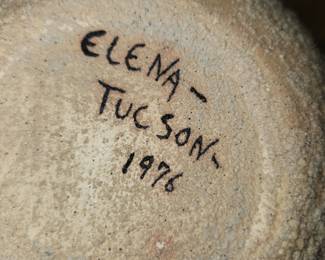 ELENA-
TUCSON-
1976